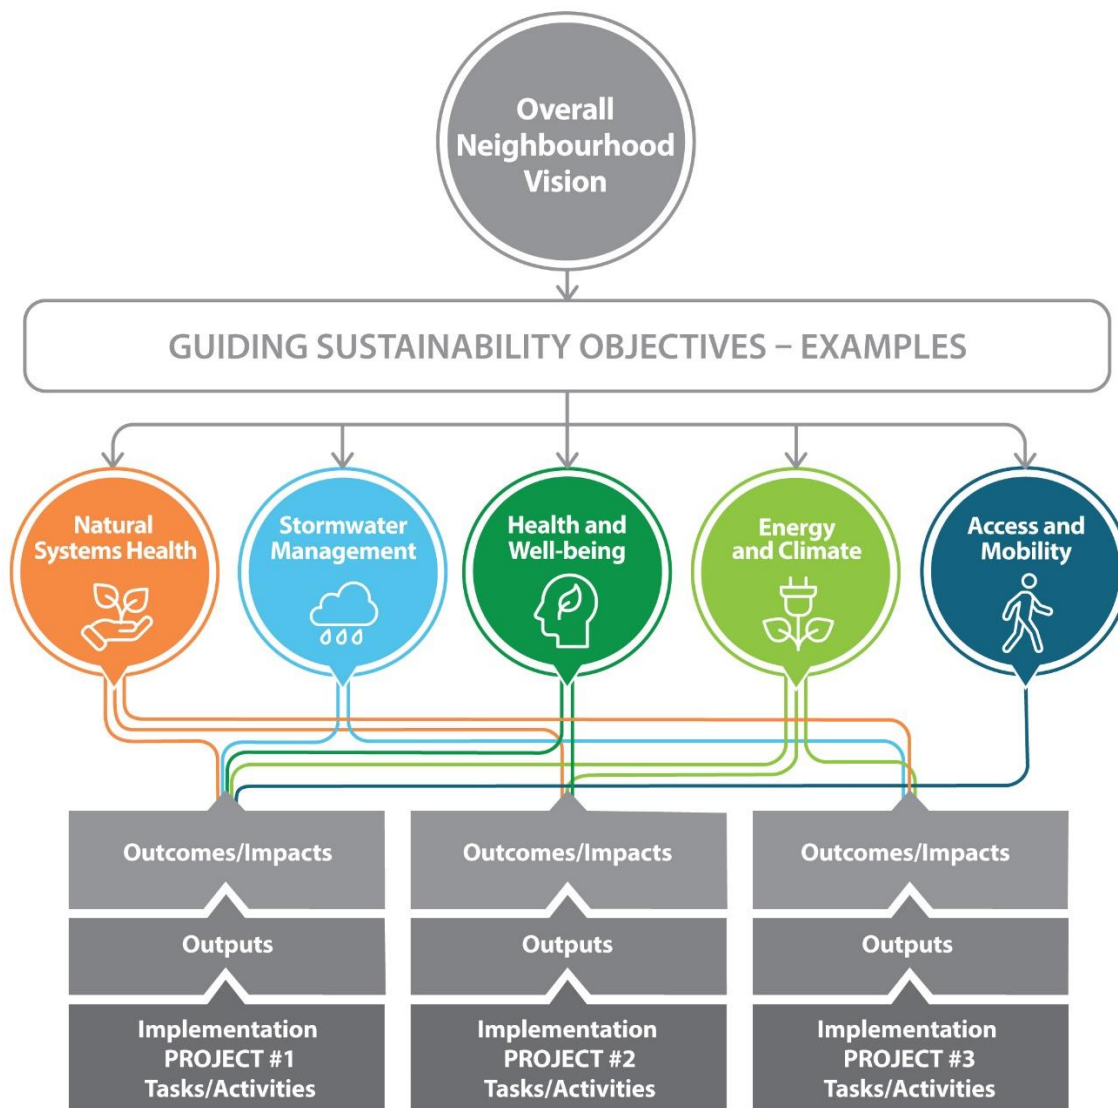 Overall
Neighbourhood
Vision
GUIDING SUSTAINABILITY OBJECTIVES – EXAMPLES
Natural
Systems Health
Stormwater
Management
Health and
Well-being
Energy
and Climate
Access and
Mobility
Outcomes/Impacts
Outcomes/Impacts
Outcomes/Impacts
Outputs
Outputs
Outputs
Implementation
PROJECT #1
Tasks/Activities
Implementation
PROJECT #2
Tasks/Activities
Implementation
PROJECT #3
Tasks/Activities